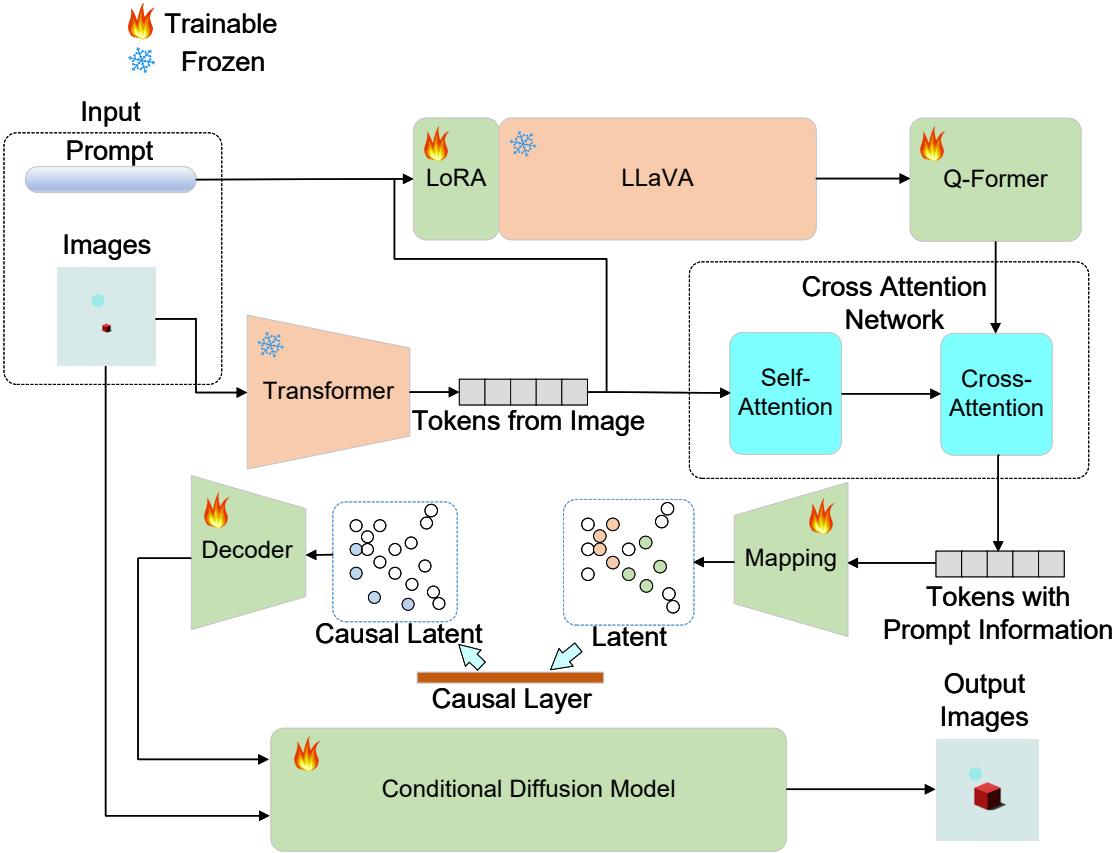 Trainable
Frozen
Input
Prompt
Images
LoRA
LLaVA
Q-Former
Cross Attention
Network
Transformer
Tokens from Image
Self-
Attention
Cross-
Attention
Decoder
Causal Latent
Latent
Mapping
Tokens with
Prompt Information
Causal Layer
Output
Images
Conditional Diffusion Model